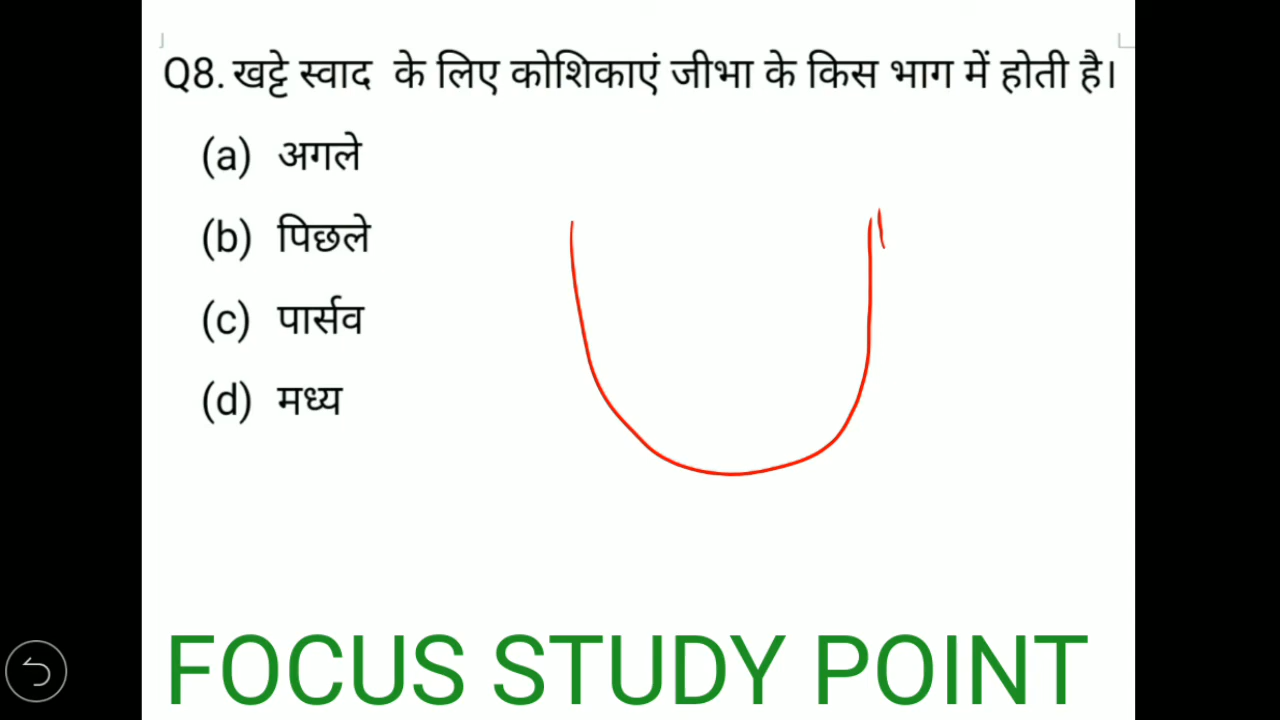 Q8. खट्टे स्वाद के लिए कोशिकाएं जीभा के किस भाग में होती है।
(a) अगले
(b) पिछले
(c) पार्सव
(d) मध्य
FOCUS STUDY POINT